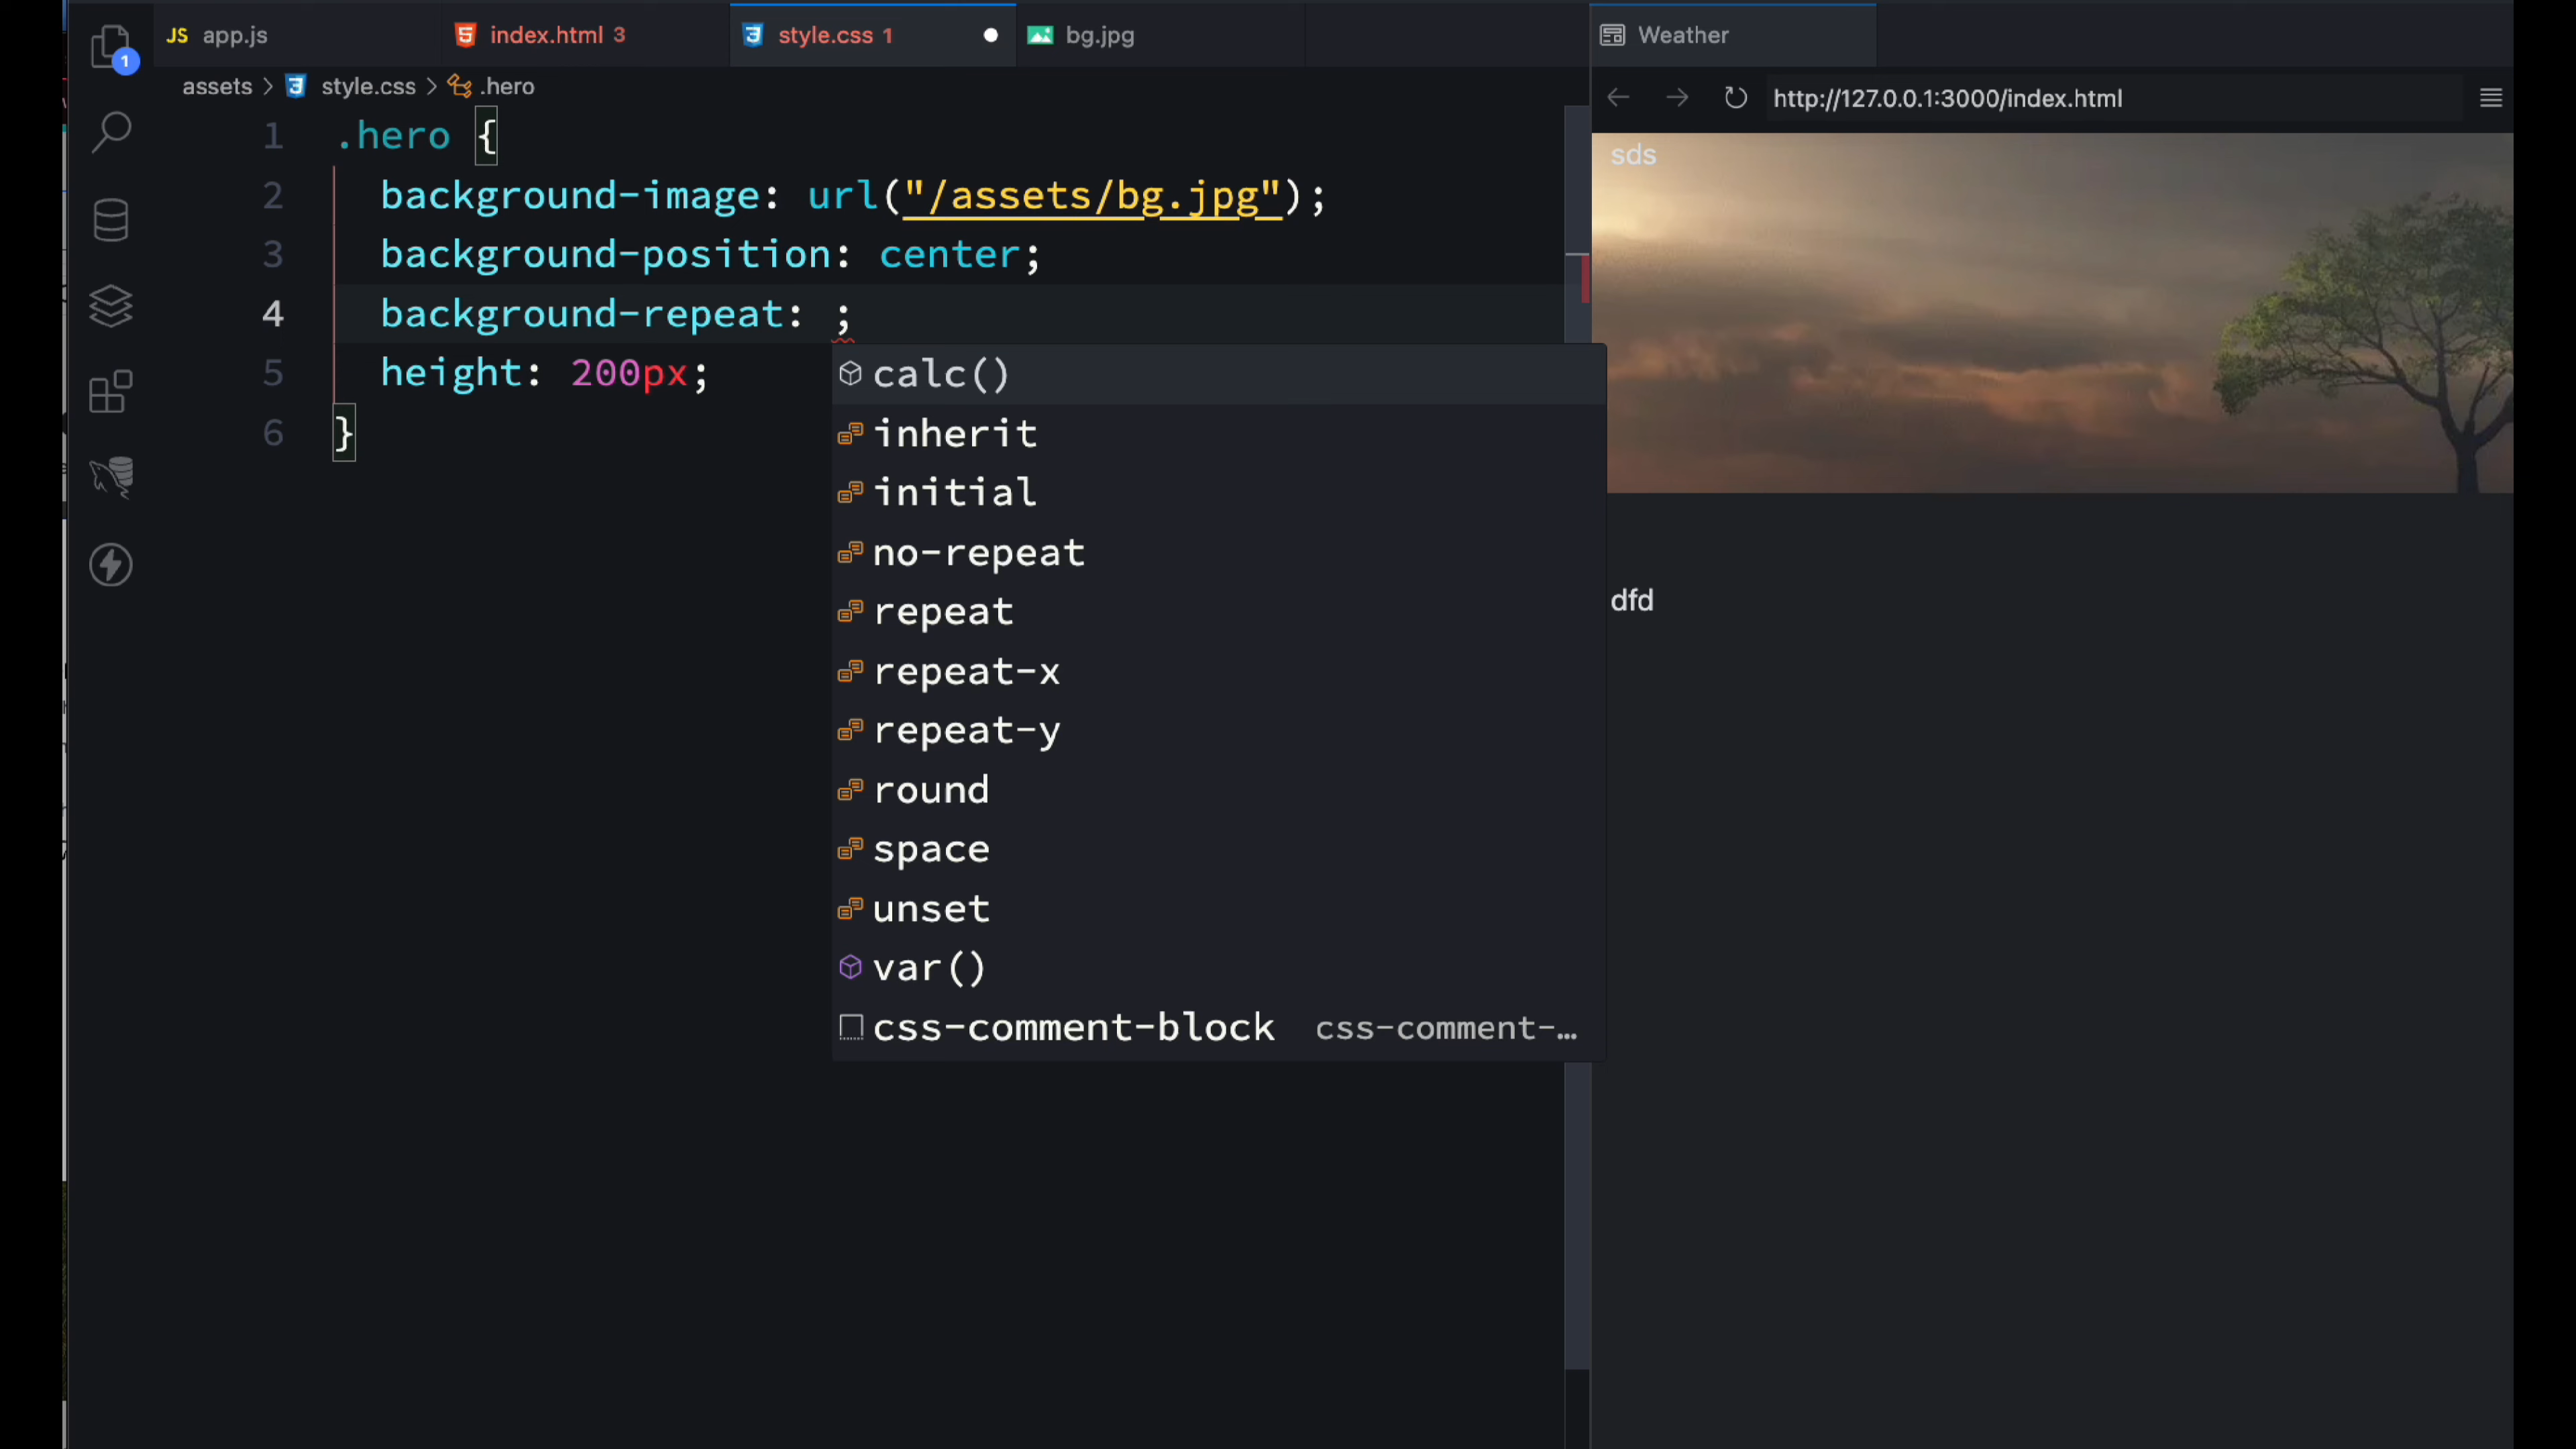 1
JS app.js
index.html 3
style.css 1
bg.jpg
Weather
assets > style.css > .hero
http://127.0.0.1:3000/index.html
1 .hero {
2 background-image: url("/assets/bg.jpg");
3 background-position: center;
4 background-repeat: ;
5 height: 200px;
6 }
calc()
inherit
initial
no-repeat
repeat
repeat-x
repeat-y
round
space
unset
var()
css-comment-block css-comment-…
sds
dfd